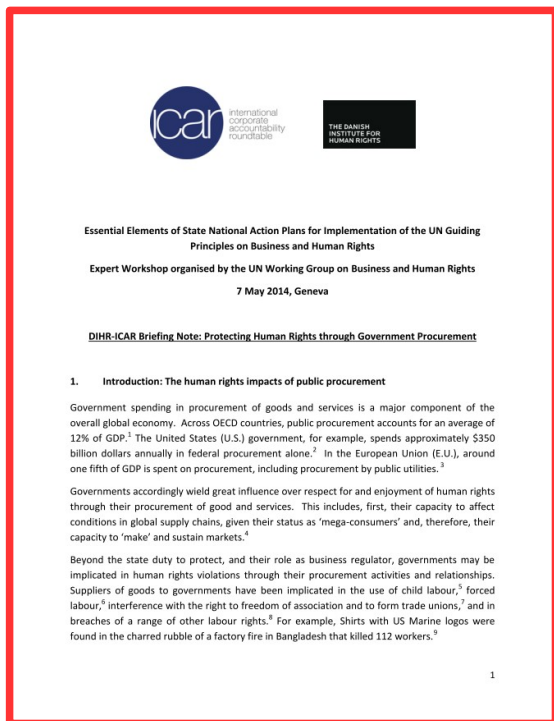 icar
international
corporate
accountability
roundtable
THE DANISH
INSTITUTE FOR
HUMAN RIGHTS
Essential Elements of State National Action Plans for Implementation of the UN Guiding
Principles on Business and Human Rights
Expert Workshop organised by the UN Working Group on Business and Human Rights
7 May 2014, Geneva
DIHR-ICAR Briefing Note: Protecting Human Rights through Government Procurement
1. Introduction: The human rights impacts of public procurement
Government spending in procurement of goods and services is a major component of the
overall global economy. Across OECD countries, public procurement accounts for an average of
12% of GDP.1 The United States (U.S.) government, for example, spends approximately $350
billion dollars annually in federal procurement alone.2 In the European Union (E.U.), around
one fifth of GDP is spent on procurement, including procurement by public utilities. 3
Governments accordingly wield great influence over respect for and enjoyment of human rights
through their procurement of good and services. This includes, first, their capacity to affect
conditions in global supply chains, given their status as ‘mega-consumers’ and, therefore, their
capacity to ‘make’ and sustain markets.4
Beyond the state duty to protect, and their role as business regulator, governments may be
implicated in human rights violations through their procurement activities and relationships.
Suppliers of goods to governments have been implicated in the use of child labour,5 forced
labour,6 interference with the right to freedom of association and to form trade unions,7 and in
breaches of a range of other labour rights.8 For example, Shirts with US Marine logos were
found in the charred rubble of a factory fire in Bangladesh that killed 112 workers.9
1